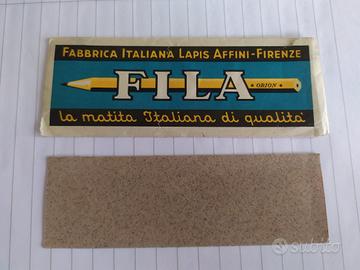 FABBRICA ITALIANA LAPIS AFFINI-FIRENZE
FILA
ORION
la matita Italiana di qualità
subito